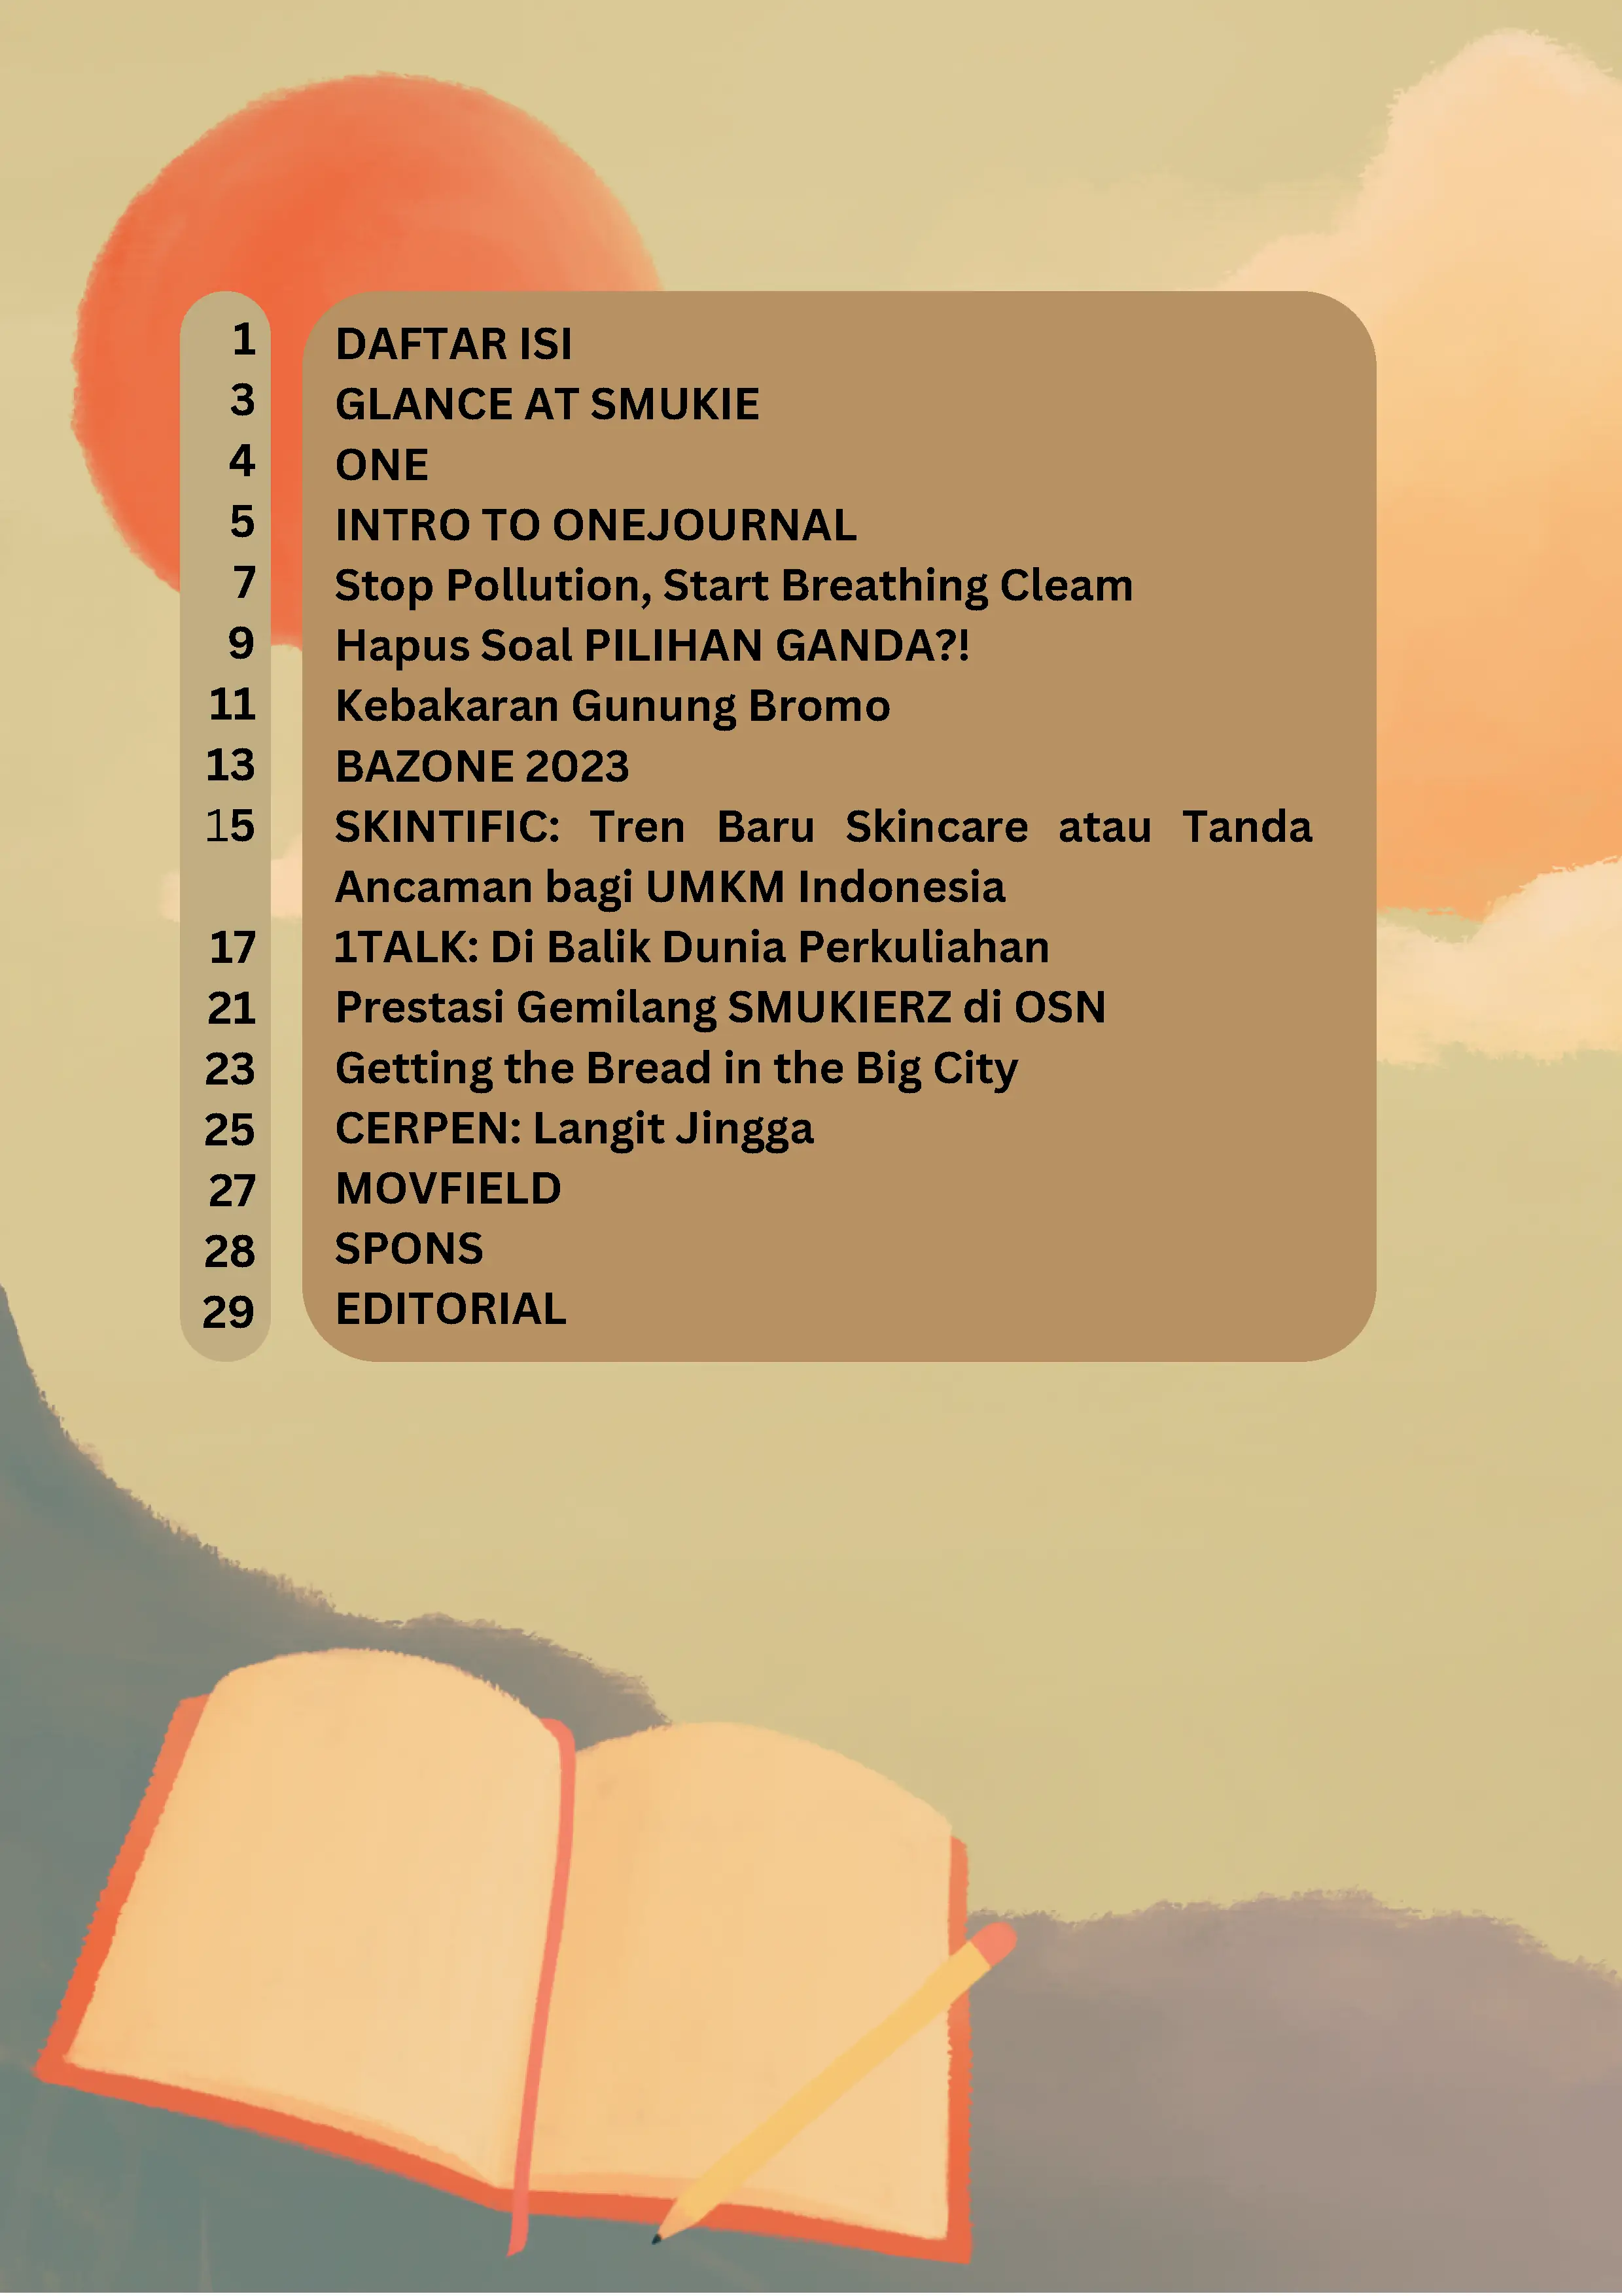 1 DAFTAR ISI
3 GLANCE AT SMUKIE
4 ONE
5 INTRO TO ONEJOURNAL
7 Stop Pollution, Start Breathing Cleam
9 Hapus Soal PILIHAN GANDA?!
11 Kebakaran Gunung Bromo
13 BAZONE 2023
15 SKINTIFIC: Tren Baru Skincare atau Tanda
Ancaman bagi UMKM Indonesia
17 1TALK: Di Balik Dunia Perkuliahan
21 Prestasi Gemilang SMUKIERZ di OSN
23 Getting the Bread in the Big City
25 CERPEN: Langit Jingga
27 MOVFIELD
28 SPONS
29 EDITORIAL